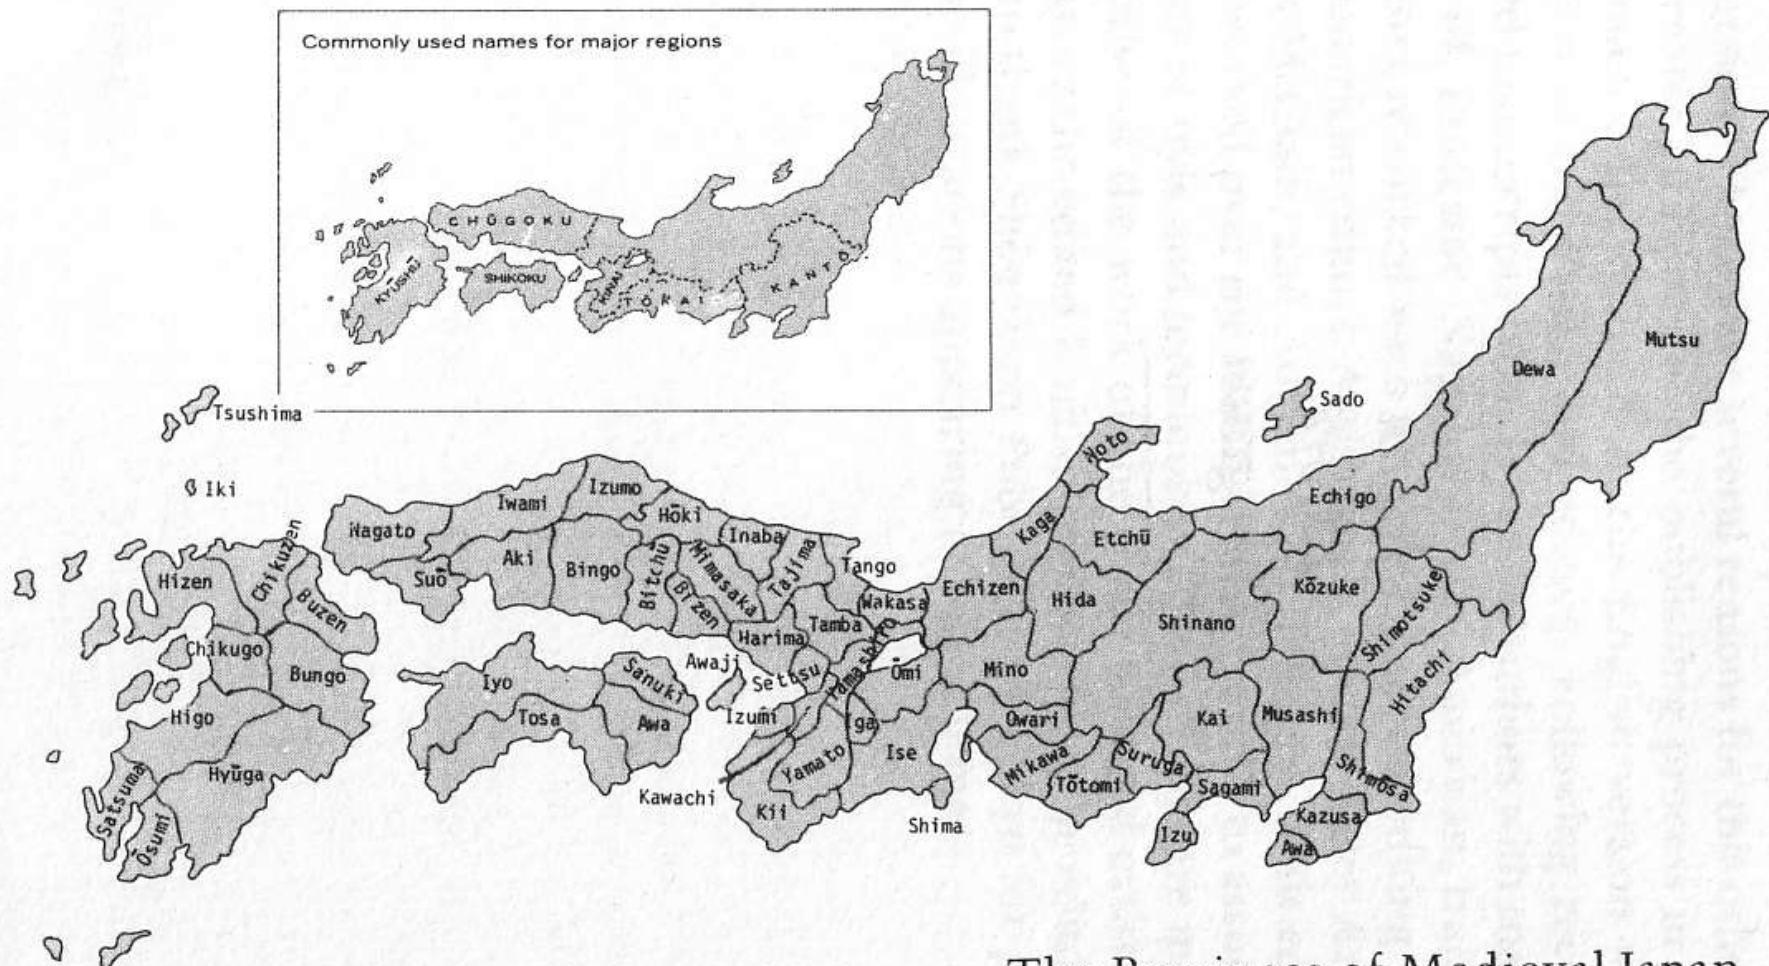 Commonly used names for major regions
CHŪGOKU
KYŪSHŪ
SHIKOKU
KINAI
TŌKAI
KANTŌ
Tsushima
Iki
Sado
Mutsu
Dewa
Noto
Echigo
Kaga
Etchū
Izumo
Iwami
Hōki
Nagato
Inaba
Aki
Bingo
Bitchū
Mimasaka
Tajima
Tango
Suō
Bizen
Echizen
Hida
Kōzuke
Shimotsuke
Shinano
Wakasa
Tamba
Harima
Hizen
Chikuzen
Buzen
Chikugo
Bungo
Awaji
Settsu
Yamashiro
Ōmi
Mino
Hitachi
Iyo
Sanuki
Higo
Tosa
Awa
Izumi
Iga
Owari
Kai
Musashi
Ise
Yamato
Mikawa
Suruga
Tōtomi
Sagami
Shimōsa
Satsuma
Hyūga
Ōsumi
Kawachi
Kii
Shima
Izu
Kazusa
Awa
The Provinces of Medieval Japan